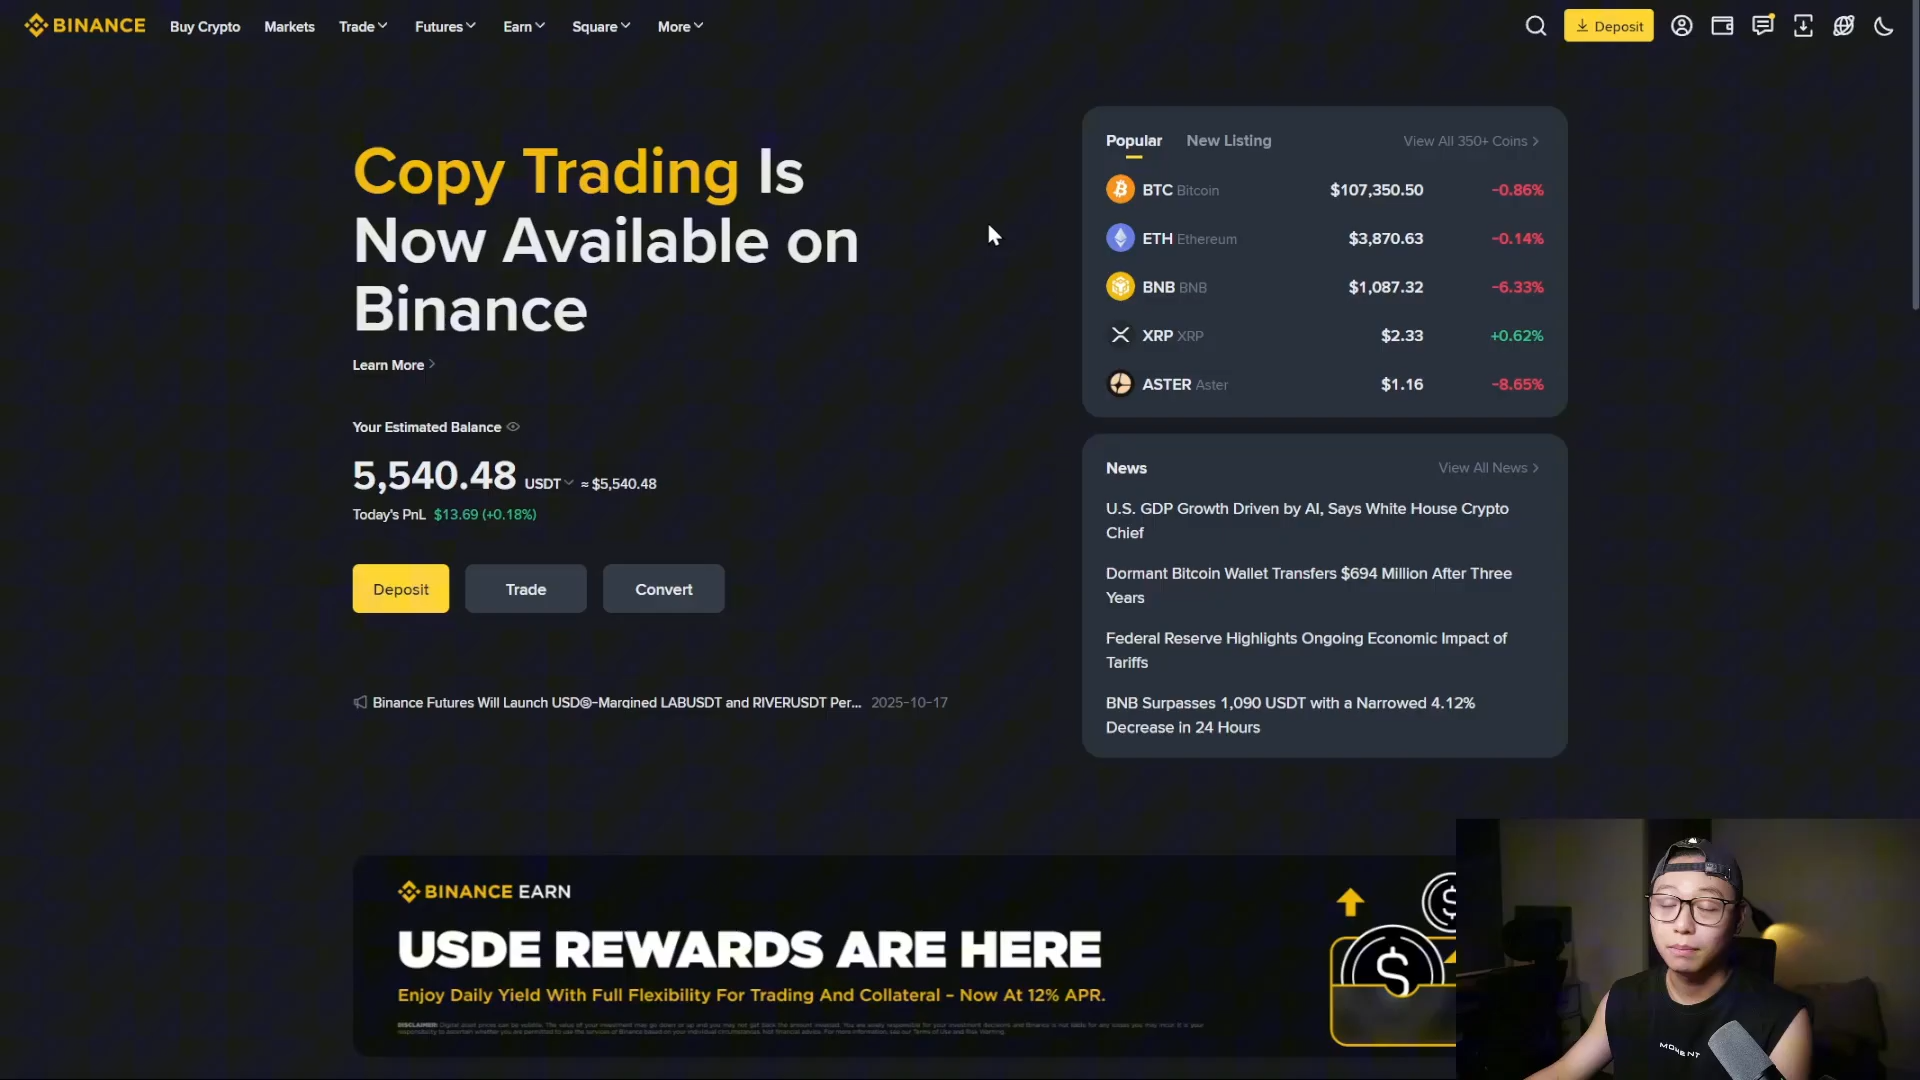 BINANCE
Buy Crypto
Markets
Trade
Futures
Earn
Square
More
Deposit
Copy Trading Is
Now Available on
Binance
Learn More
Your Estimated Balance
5,540.48 USDT ≈ $5,540.48
Today's PnL $13.69 (+0.18%)
Deposit
Trade
Convert
Binance Futures Will Launch USDⓈ-Margined LABUSDT and RIVERUSDT Per... 2025-10-17
Popular
New Listing
View All 350+ Coins
BTC Bitcoin $107,350.50 -0.86%
ETH Ethereum $3,870.63 -0.14%
BNB BNB $1,087.32 -6.33%
XRP XRP $2.33 +0.62%
ASTER Aster $1.16 -8.65%
News
View All News
U.S. GDP Growth Driven by AI, Says White House Crypto
Chief
Dormant Bitcoin Wallet Transfers $694 Million After Three
Years
Federal Reserve Highlights Ongoing Economic Impact of
Tariffs
BNB Surpasses 1,090 USDT with a Narrowed 4.12%
Decrease in 24 Hours
BINANCE EARN
USDE REWARDS ARE HERE
Enjoy Daily Yield With Full Flexibility For Trading And Collateral – Now At 12% APR.
MOMENT